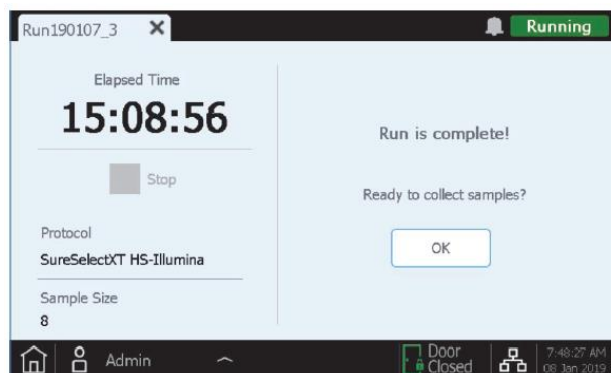 Run190107_3
Running
Elapsed Time
15:08:56
Stop
Protocol
SureSelectXT HS-Illumina
Sample Size
8
Run is complete!
Ready to collect samples?
OK
Admin
Door
Closed
7:48:27 AM
08 Jan 2019